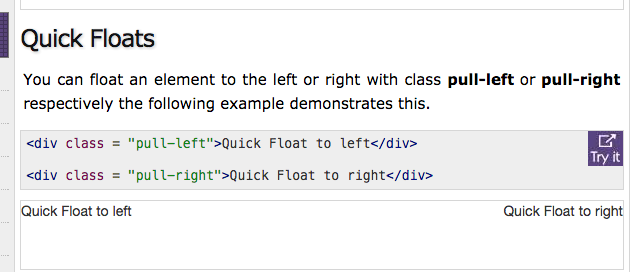 Quick Floats
You can float an element to the left or right with class pull-left or pull-right
respectively the following example demonstrates this.
<div class = "pull-left">Quick Float to left</div>
Try it
<div class = "pull-right">Quick Float to right</div>
Quick Float to left
Quick Float to right